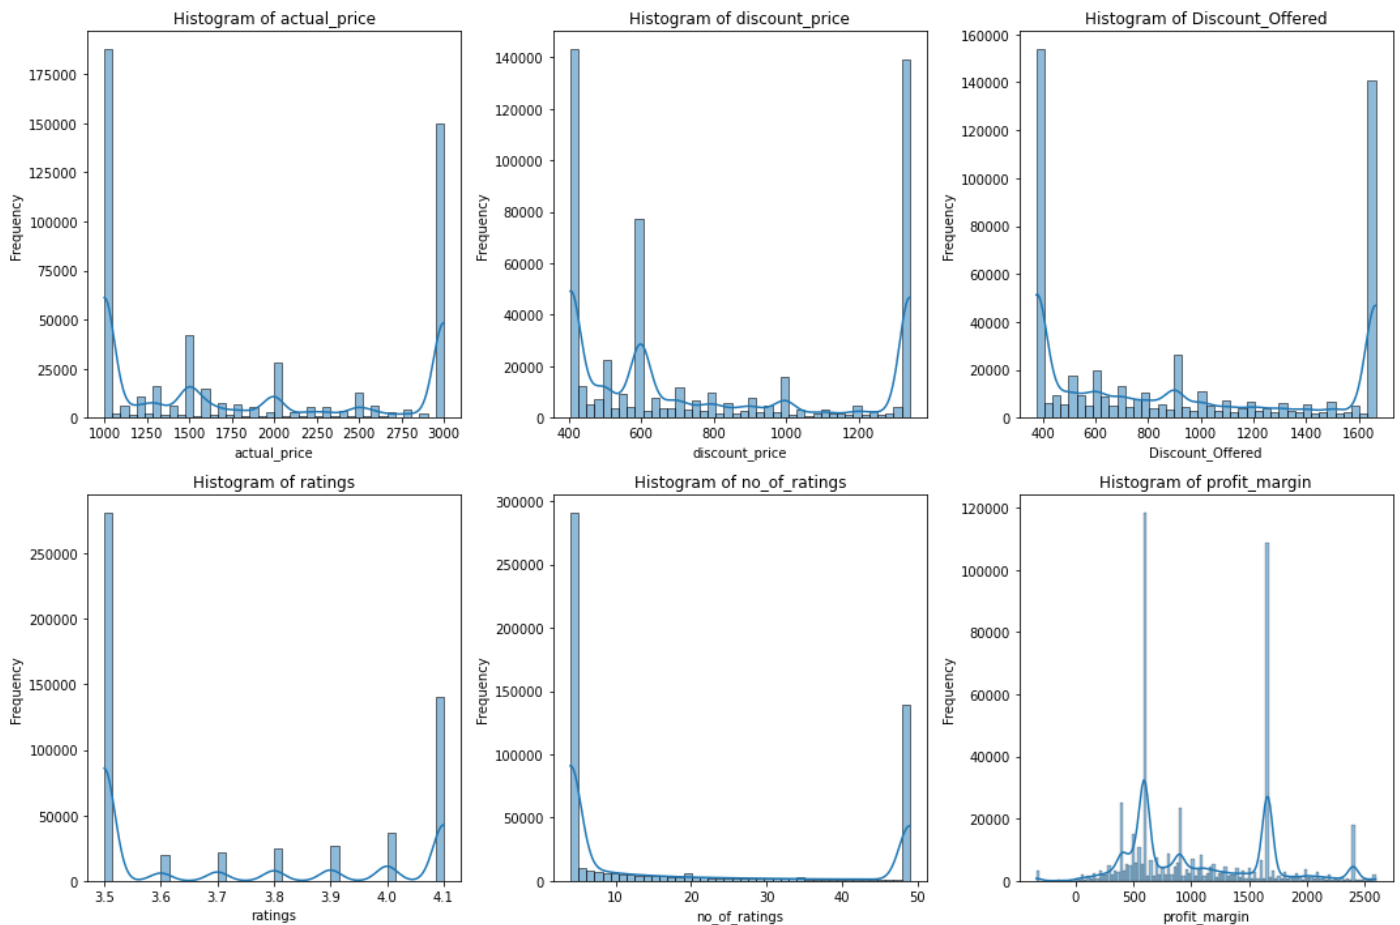 Histogram of actual_price
Frequency
175000
150000
125000
100000
75000
50000
25000
0
1000 1250 1500 1750 2000 2250 2500 2750 3000
actual_price
Histogram of discount_price
Frequency
140000
120000
100000
80000
60000
40000
20000
0
400 600 800 1000 1200
discount_price
Histogram of Discount_Offered
Frequency
160000
140000
120000
100000
80000
60000
40000
20000
0
400 600 800 1000 1200 1400 1600
Discount_Offered
Histogram of ratings
Frequency
250000
200000
150000
100000
50000
0
3.5 3.6 3.7 3.8 3.9 4.0 4.1
ratings
Histogram of no_of_ratings
Frequency
300000
250000
200000
150000
100000
50000
0
10 20 30 40 50
no_of_ratings
Histogram of profit_margin
Frequency
120000
100000
80000
60000
40000
20000
0
0 500 1000 1500 2000 2500
profit_margin